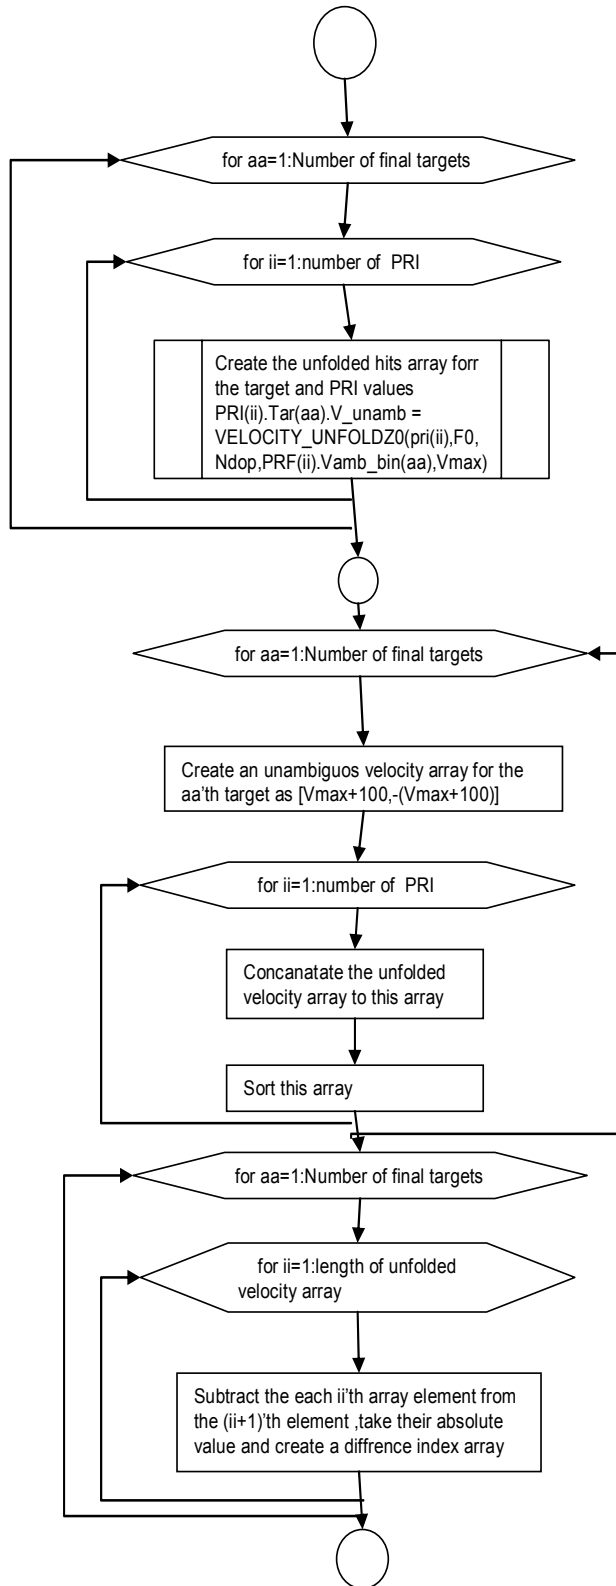 for aa=1:Number of final targets
for ii=1:number of  PRI
Create the unfolded hits array forr
the target and PRI values
PRI(ii).Tar(aa).V_unamb =
VELOCITY_UNFOLDZ0(pri(ii),F0,
Ndop,PRF(ii).Vamb_bin(aa),Vmax)
for aa=1:Number of final targets
Create an unambiguos velocity array for the
aa'th target as [Vmax+100,-(Vmax+100)]
for ii=1:number of  PRI
Concanatate the unfolded
velocity array to this array
Sort this array
for aa=1:Number of final targets
for ii=1:length of unfolded
velocity array
Subtract the each ii'th array element from
the (ii+1)'th element ,take their absolute
value and create a diffrence index array